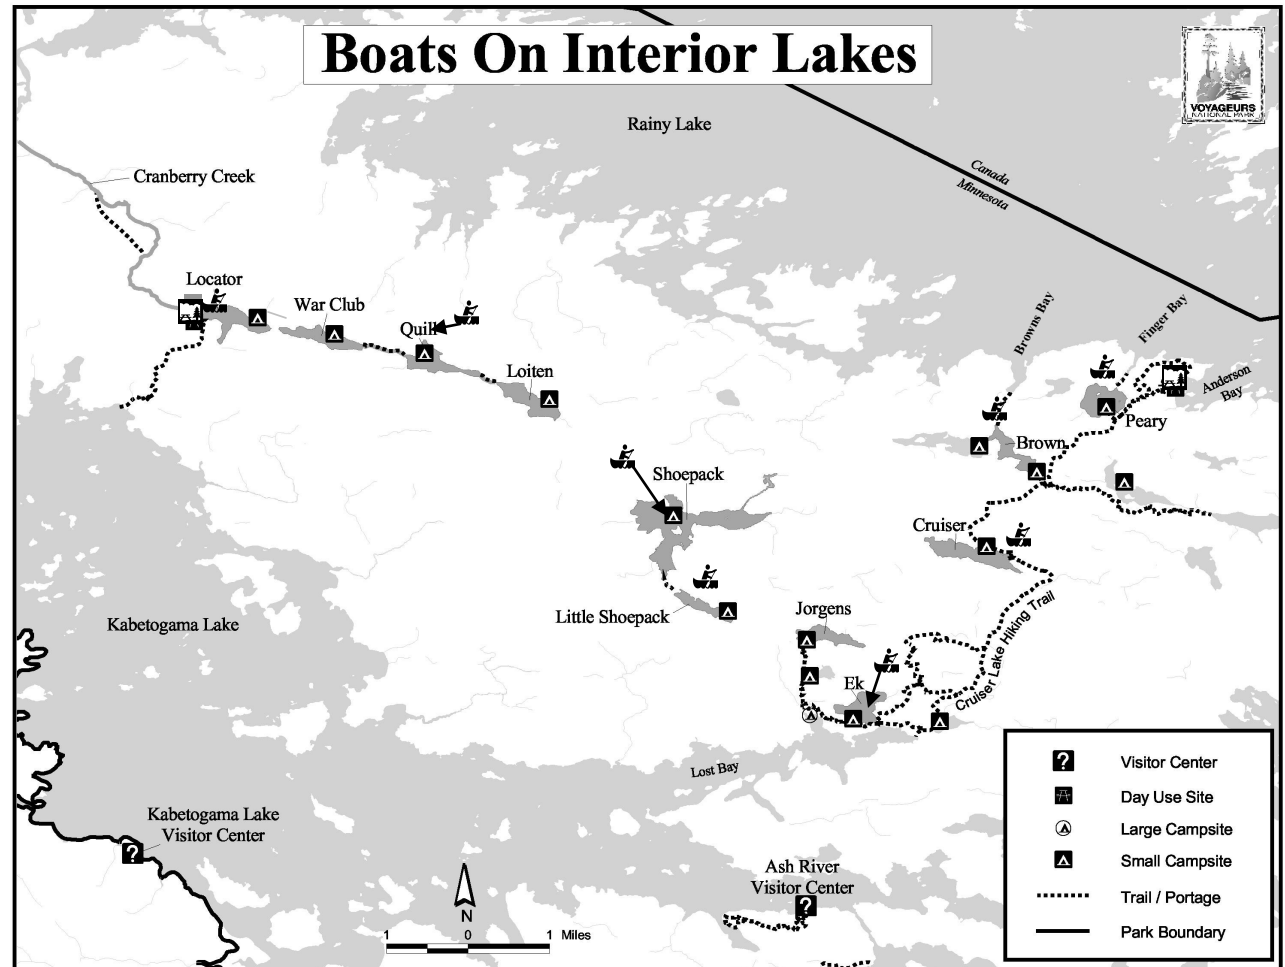 Boats On Interior Lakes
VOYAGEURS
NATIONAL PARK
Rainy Lake
Canada
Minnesota
Cranberry Creek
Locator
War Club
Quill
Loiten
Browns Bay
Finger Bay
Anderson
Bay
Peary
Brown
Shoepack
Cruiser
Little Shoepack
Jorgens
Kabetogama Lake
Cruiser Lake Hiking Trail
Ek
Lost Bay
Kabetogama Lake
Visitor Center
?
Ash River
Visitor Center
?
N
1 0 1 Miles
? Visitor Center
Day Use Site
Large Campsite
Small Campsite
Trail / Portage
Park Boundary